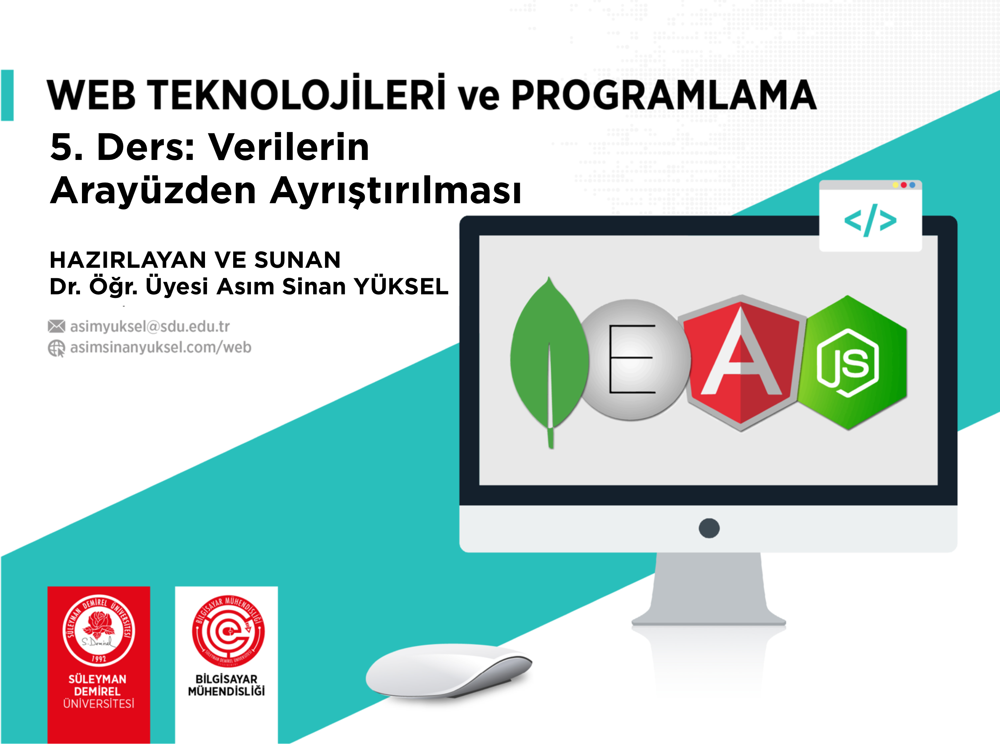 WEB TEKNOLOJİLERİ ve PROGRAMLAMA
5. Ders: Verilerin
Arayüzden Ayrıştırılması
HAZIRLAYAN VE SUNAN
Dr. Öğr. Üyesi Asım Sinan YÜKSEL
asimyuksel@sdu.edu.tr
asimsinanyuksel.com/web
</>
E
A
JS
SÜLEYMAN DEMİREL ÜNİVERSİTESİ
S. Demirel
1992
SÜLEYMAN
DEMİREL
ÜNİVERSİTESİ
BİLGİSAYAR MÜHENDİSLİĞİ
SÜLEYMAN DEMİREL ÜNİVERSİTESİ
BİLGİSAYAR
MÜHENDİSLİĞİ